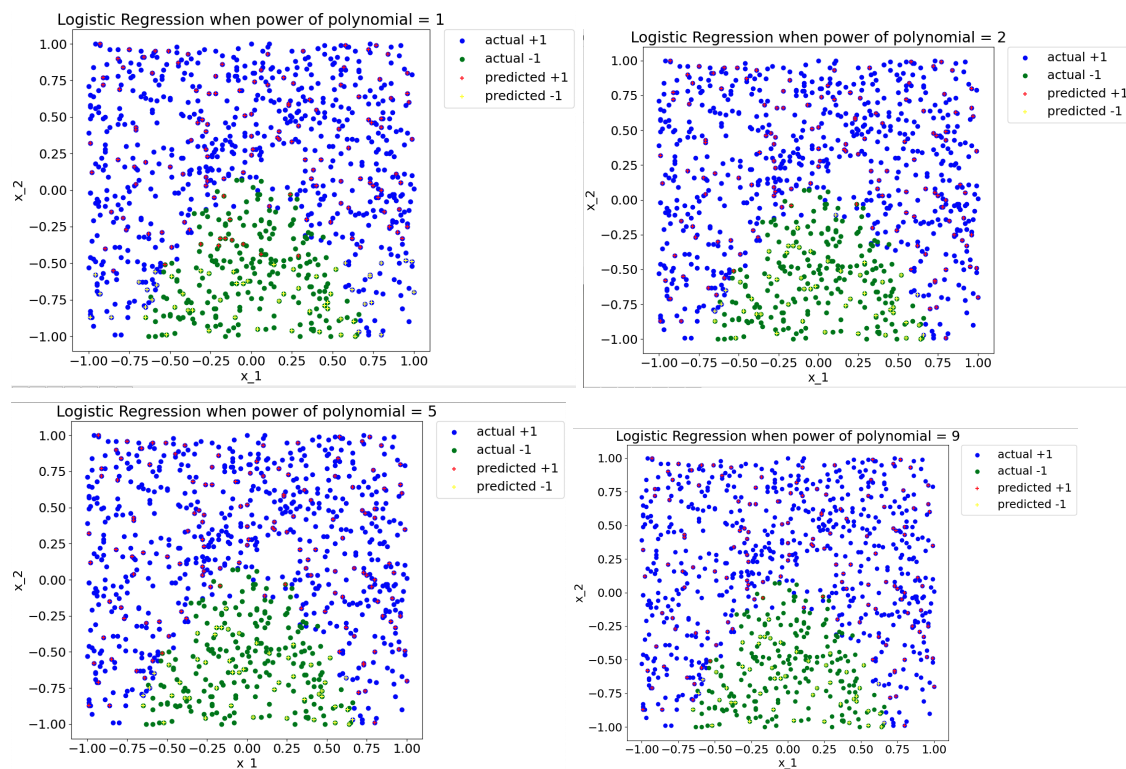 Logistic Regression when power of polynomial = 1
actual +1
actual -1
predicted +1
predicted -1
1.00
0.75
0.50
0.25
0.00
−0.25
−0.50
−0.75
−1.00
x_2
−1.00 −0.75 −0.50 −0.25 0.00 0.25 0.50 0.75 1.00
x_1
Logistic Regression when power of polynomial = 2
actual +1
actual -1
predicted +1
predicted -1
1.00
0.75
0.50
0.25
0.00
−0.25
−0.50
−0.75
−1.00
x_2
−1.00 −0.75 −0.50 −0.25 0.00 0.25 0.50 0.75 1.00
x_1
Logistic Regression when power of polynomial = 5
actual +1
actual -1
predicted +1
predicted -1
1.00
0.75
0.50
0.25
0.00
−0.25
−0.50
−0.75
−1.00
x_2
−1.00 −0.75 −0.50 −0.25 0.00 0.25 0.50 0.75 1.00
x_1
Logistic Regression when power of polynomial = 9
actual +1
actual -1
predicted +1
predicted -1
1.00
0.75
0.50
0.25
0.00
−0.25
−0.50
−0.75
−1.00
x_2
−1.00 −0.75 −0.50 −0.25 0.00 0.25 0.50 0.75 1.00
x_1